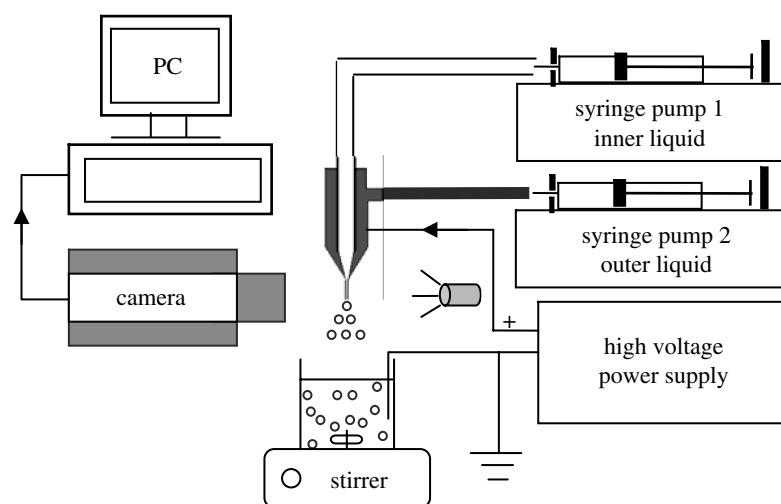 PC
syringe pump 1
inner liquid
syringe pump 2
outer liquid
camera
+
high voltage
power supply
stirrer